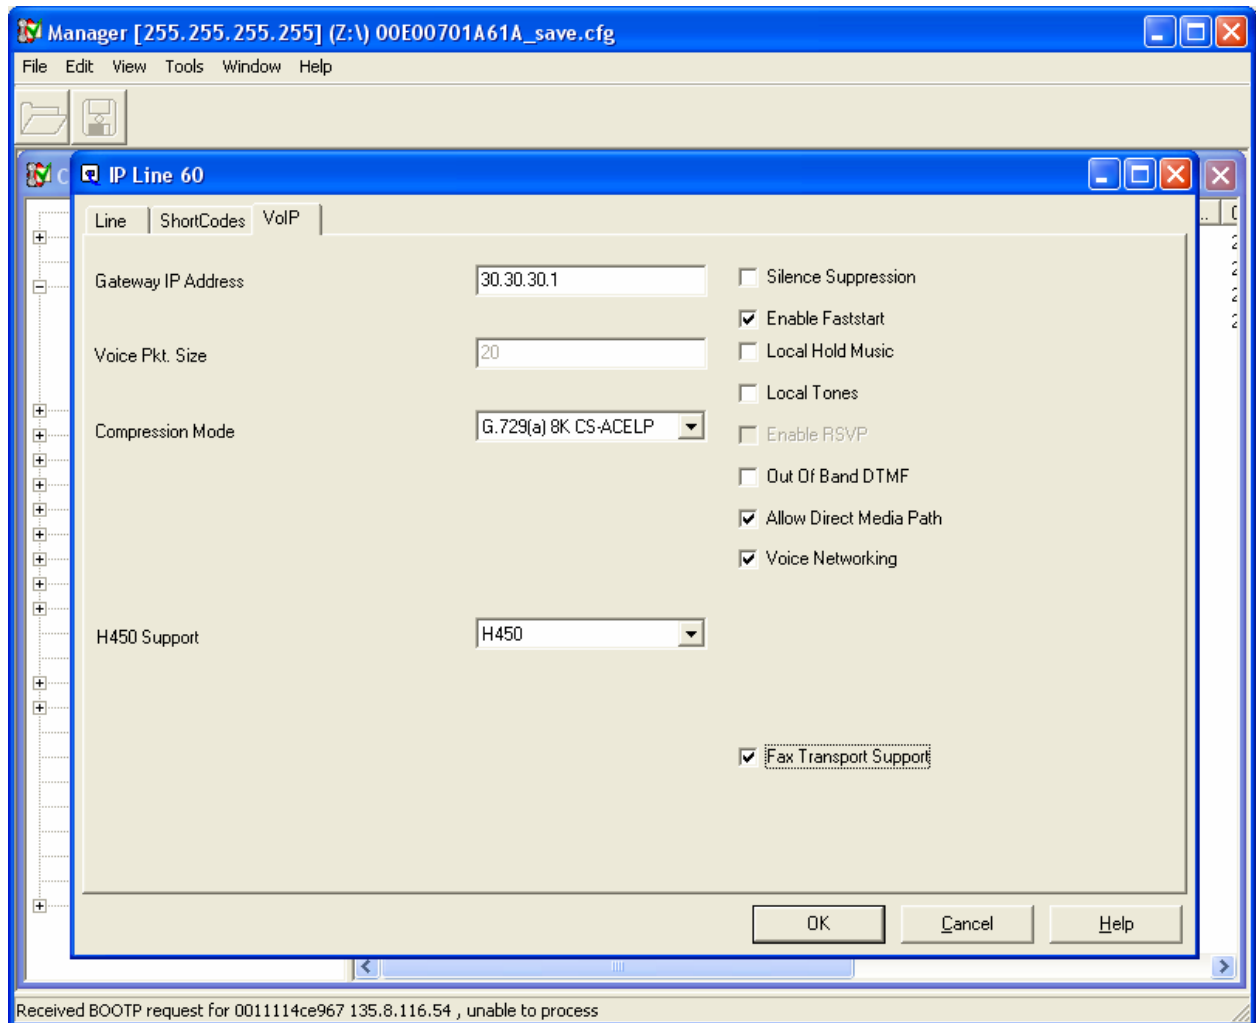 Manager [255.255.255.255] (Z:\) 00E00701A61A_save.cfg
File Edit View Tools Window Help
IP Line 60
Line ShortCodes VoIP
Gateway IP Address 30.30.30.1 Silence Suppression
Enable Faststart
Voice Pkt. Size 20 Local Hold Music
Local Tones
Compression Mode G.729(a) 8K CS-ACELP Enable RSVP
Out Of Band DTMF
Allow Direct Media Path
Voice Networking
H450 Support H450
Fax Transport Support
OK Cancel Help
Received BOOTP request for 0011114ce967 135.8.116.54 , unable to process